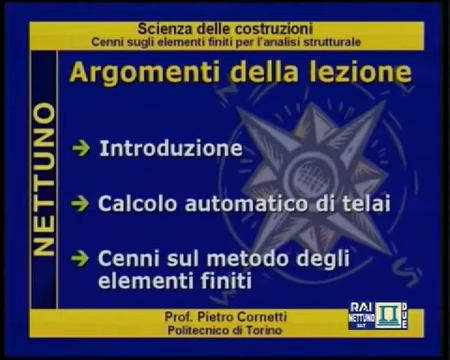 Scienza delle costruzioni
Cenni sugli elementi finiti per l'analisi strutturale
Argomenti della lezione
NETTUNO
Introduzione
Calcolo automatico di telai
Cenni sul metodo degli
elementi finiti
Prof. Pietro Cornetti
Politecnico di Torino
RAI
NETTUNO
SAT
DUE